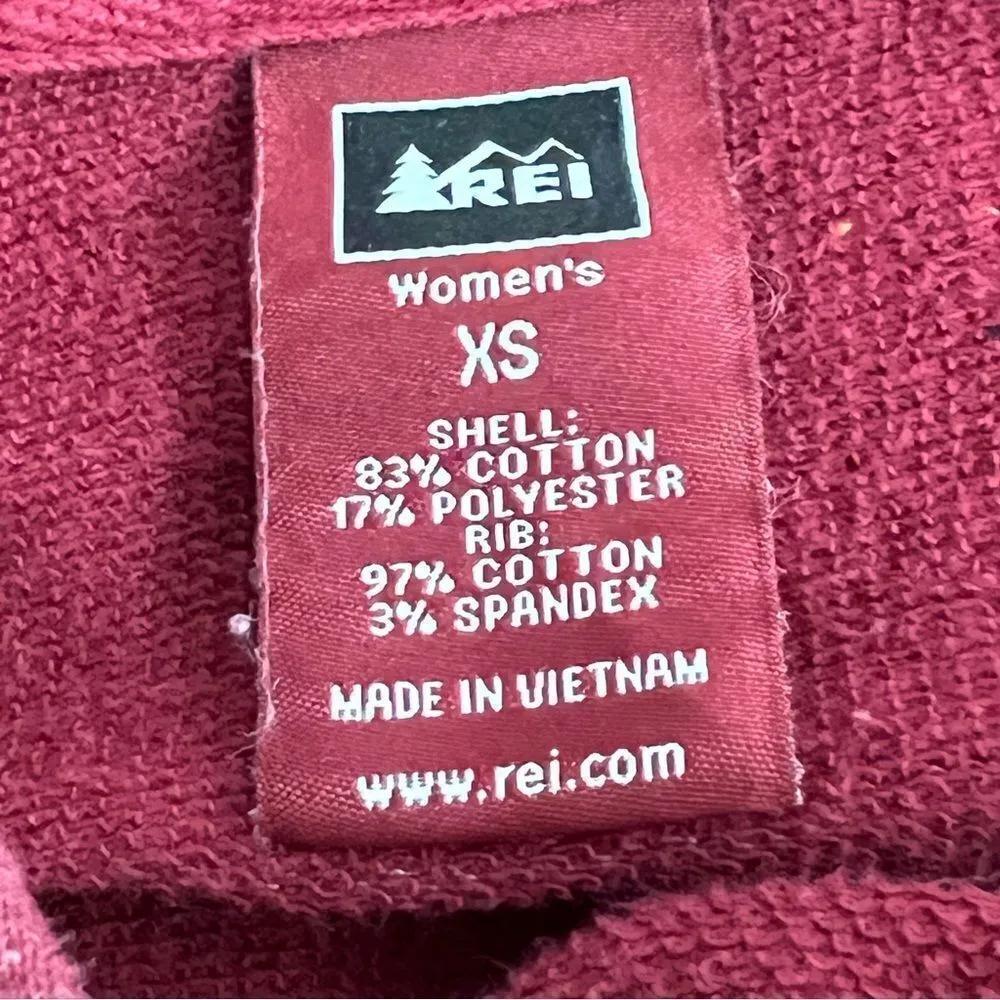 REI
Women's
XS
SHELL:
83% COTTON
17% POLYESTER
RIB:
97% COTTON
3% SPANDEX
MADE IN VIETNAM
www.rei.com